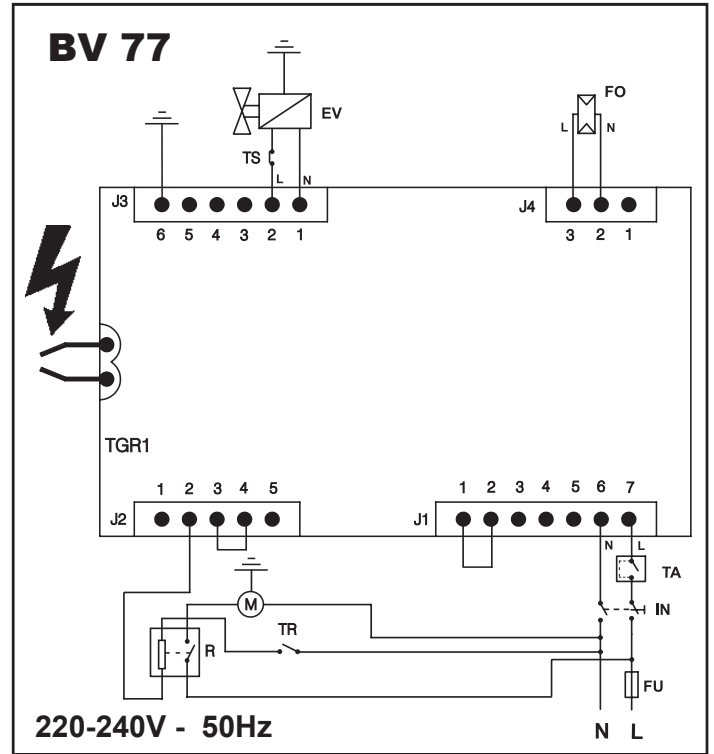 BV 77
EV
FO
L N
TS
L N
J3
J4
6 5 4 3 2 1
3 2 1
TGR1
1 2 3 4 5
1 2 3 4 5 6 7
J2
J1
N L
TA
M
IN
TR
R
FU
220-240V - 50Hz
N L